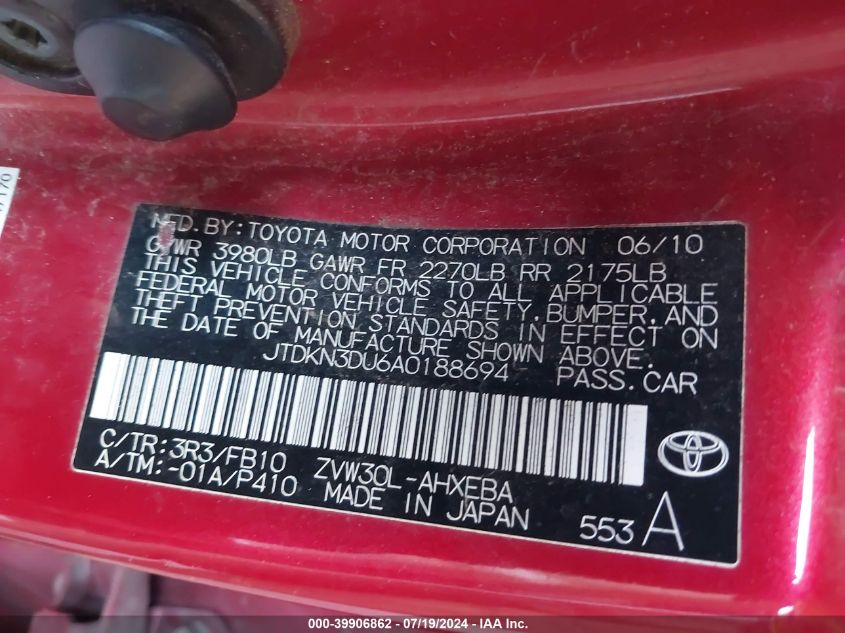 MFD.BY:TOYOTA MOTOR CORPORATION 06/10
GVWR 3980LB GAWR FR 2270LB RR 2175LB
THIS VEHICLE CONFORMS TO ALL APPLICABLE
FEDERAL MOTOR VEHICLE SAFETY,BUMPER,AND
THEFT PREVENTION STANDARDS IN EFFECT ON
THE DATE OF MANUFACTURE SHOWN ABOVE.
JTDKN3DU6A0188694 PASS.CAR
C/TR:3R3/FB10 ZVW30L-AHXEBA
A/TM:-01A/P410 MADE IN JAPAN
553 A
000-39906862 - 07/19/2024 - IAA, Inc.